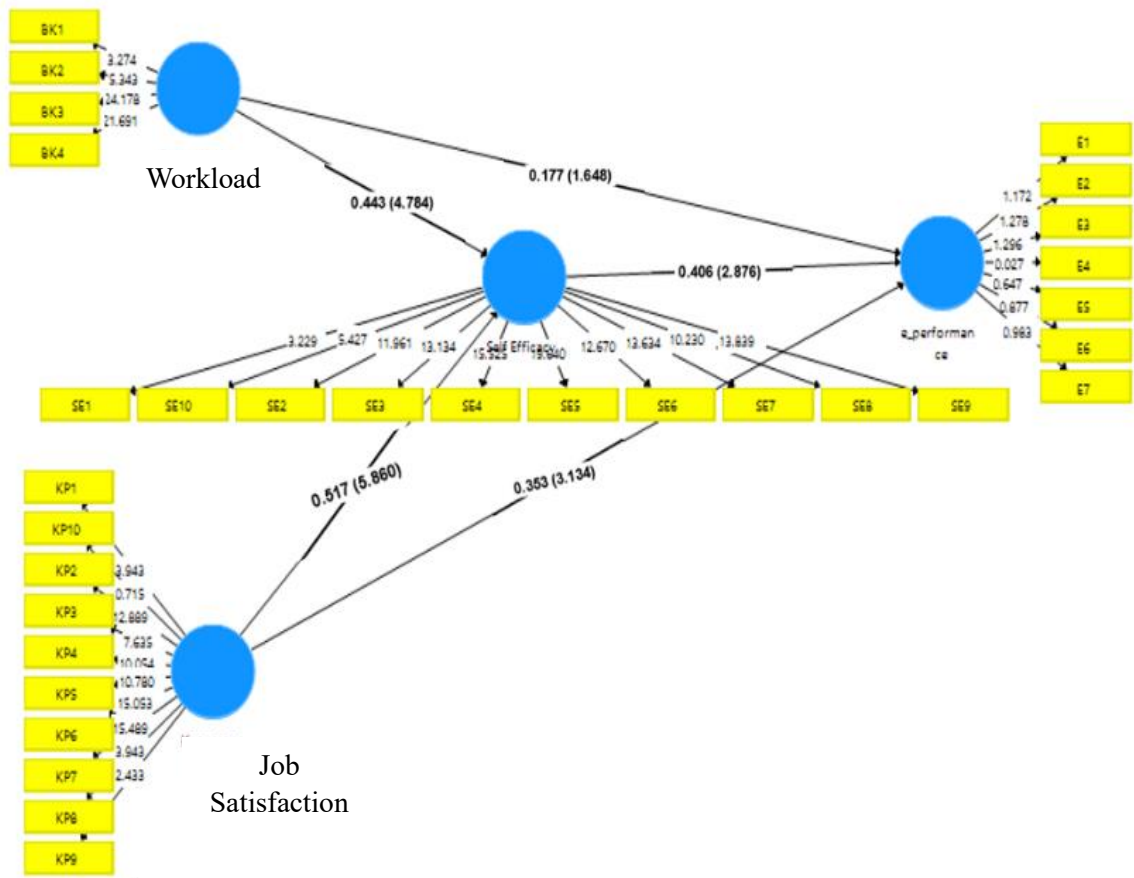 BK1
BK2
BK3
BK4
3.274
5.343
24.178
21.691
Workload
0.177 (1.648)
0.443 (4.784)
0.406 (2.876)
E1
E2
E3
E4
E5
E6
E7
1.172
1.278
1.296
0.027
0.647
0.877
0.983
e_performan
ce
Self Efficacy
3.229
5.427
11.961
13.134
12.670
13.634
10.230
13.839
SE1
SE10
SE2
SE3
SE4
SE5
SE6
SE7
SE8
SE9
0.517 (5.860)
0.353 (3.134)
KP1
KP10
KP2
KP3
KP4
KP5
KP6
KP7
KP8
KP9
3.943
0.715
12.889
7.635
10.054
10.780
15.053
15.489
3.943
2.433
Job
Satisfaction